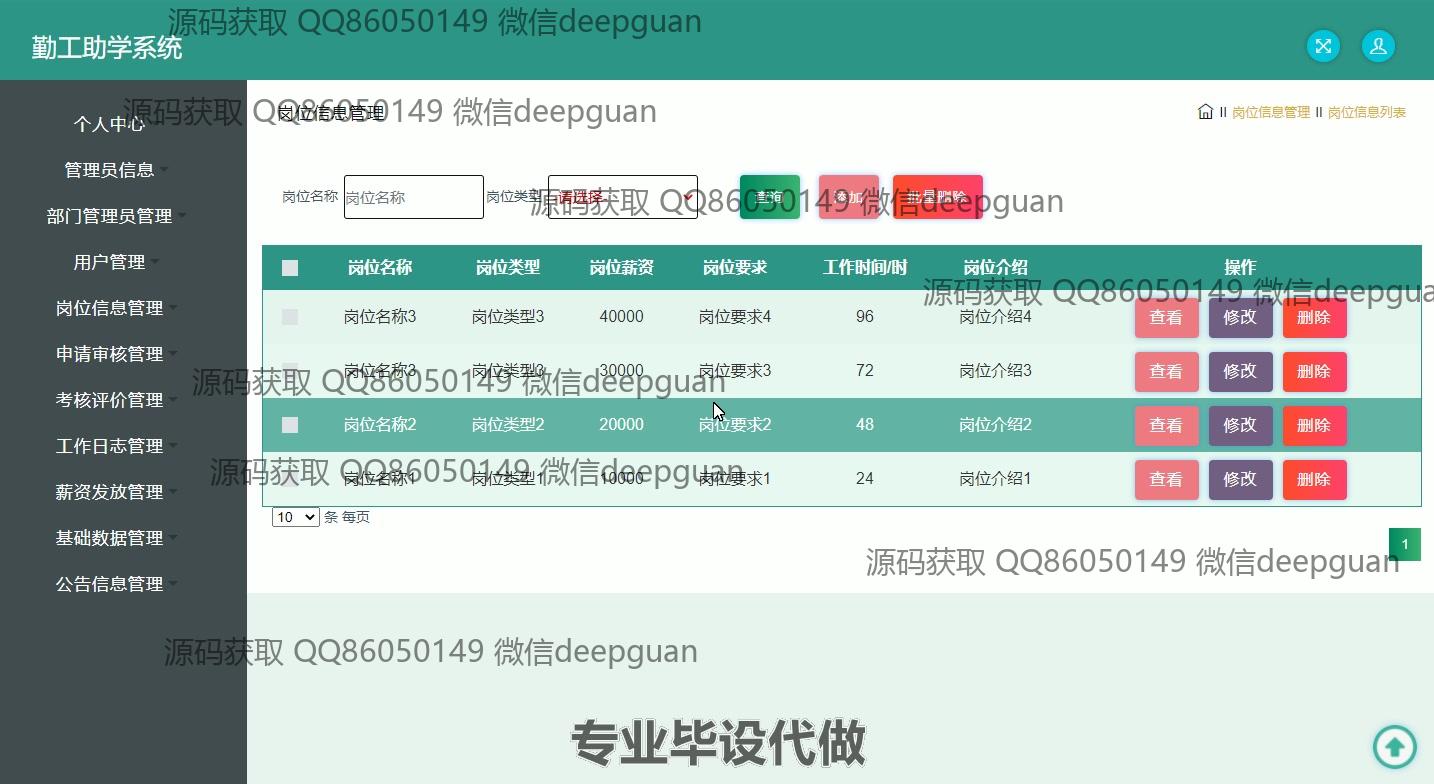 源码获取 QQ86050149 微信deepguan
勤工助学系统
源码获取 QQ86050149 微信deepguan
个人中心
管理员信息
部门管理员管理
用户管理
岗位信息管理
申请审核管理
考核评价管理
工作日志管理
薪资发放管理
基础数据管理
公告信息管理
岗位信息管理
II 岗位信息管理 II 岗位信息列表
岗位名称 岗位名称 岗位类型 -请选择- 查询 添加 批量删除
源码获取 QQ86050149 微信deepguan
岗位名称 岗位类型 岗位薪资 岗位要求 工作时间/时 岗位介绍 操作
源码获取 QQ86050149 微信deepgua
岗位名称3 岗位类型3 40000 岗位要求4 96 岗位介绍4 查看 修改 删除
岗位名称3 岗位类型3 30000 岗位要求3 72 岗位介绍3 查看 修改 删除
源码获取 QQ86050149 微信deepguan
岗位名称2 岗位类型2 20000 岗位要求2 48 岗位介绍2 查看 修改 删除
源码获取 QQ86050149 微信deepguan
岗位名称1 岗位类型1 10000 岗位要求1 24 岗位介绍1 查看 修改 删除
10 条 每页
1
源码获取 QQ86050149 微信deepguan
源码获取 QQ86050149 微信deepguan
专业毕设代做